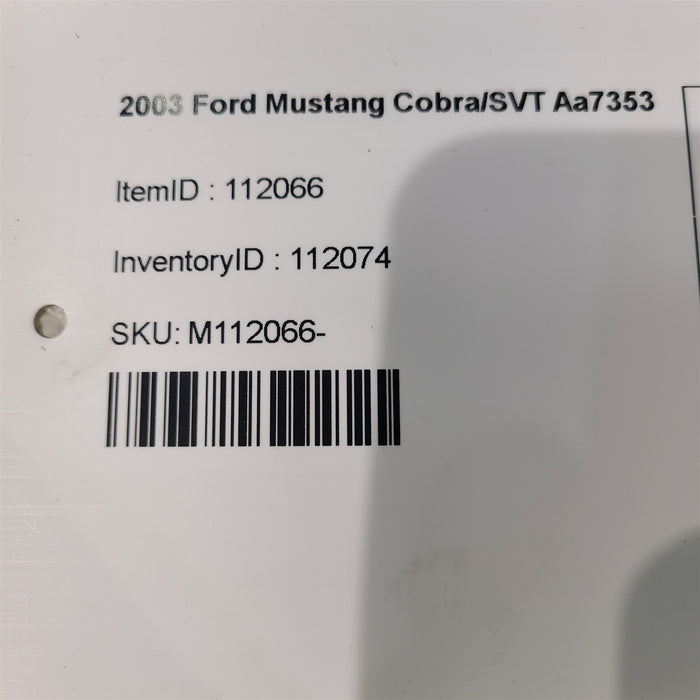 2003 Ford Mustang Cobra/SVT Aa7353
ItemID : 112066
InventoryID : 112074
SKU: M112066-